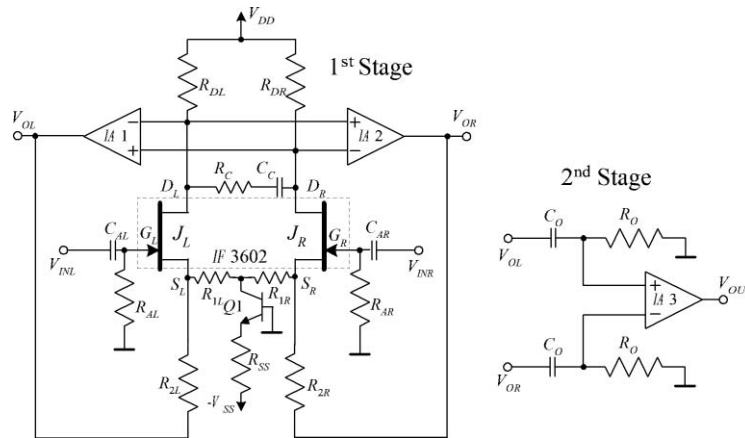 V_DD
1st Stage
R_DL
R_DR
V_OL
IA 1
−
+
+
−
IA 2
V_OR
R_C
C_C
D_L
D_R
2nd Stage
C_AL
G_L
J_L
J_R
G_R
C_AR
V_INL
IF 3602
V_INR
R_AL
S_L
R_1L
Q1
R_1R
S_R
R_AR
R_SS
R_2L
-V_SS
R_2R
C_O
R_O
V_OL
+
−
IA 3
V_OU
C_O
R_O
V_OR